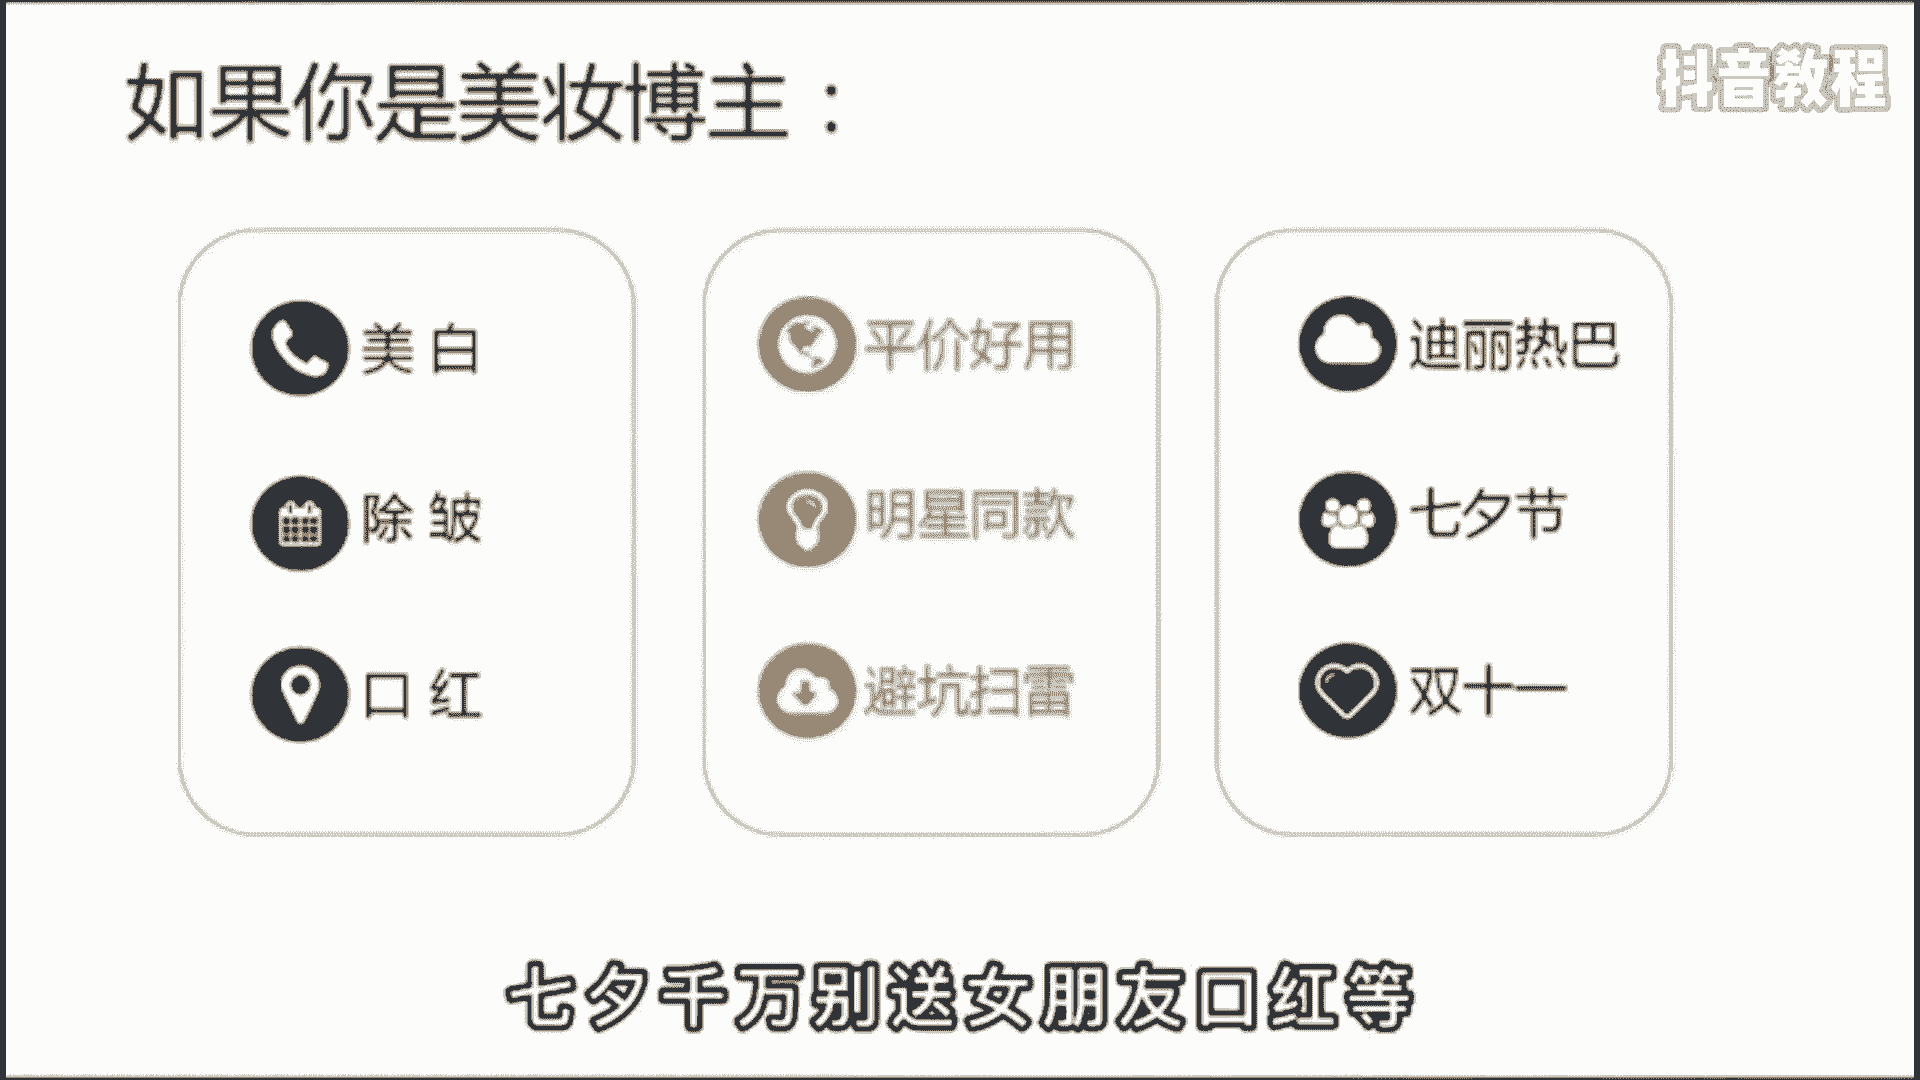 如果你是美妆博主：
抖音教程
美白
除皱
口红
平价好用
明星同款
避坑扫雷
迪丽热巴
七夕节
双十一
七夕千万别送女朋友口红等